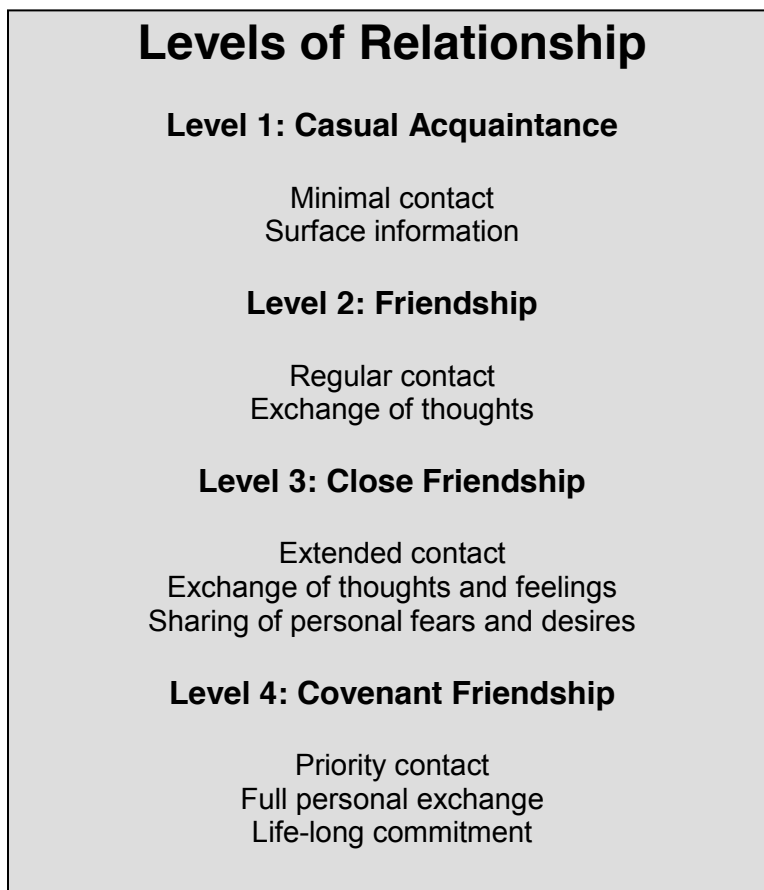 Levels of Relationship
Level 1: Casual Acquaintance
Minimal contact
Surface information
Level 2: Friendship
Regular contact
Exchange of thoughts
Level 3: Close Friendship
Extended contact
Exchange of thoughts and feelings
Sharing of personal fears and desires
Level 4: Covenant Friendship
Priority contact
Full personal exchange
Life-long commitment